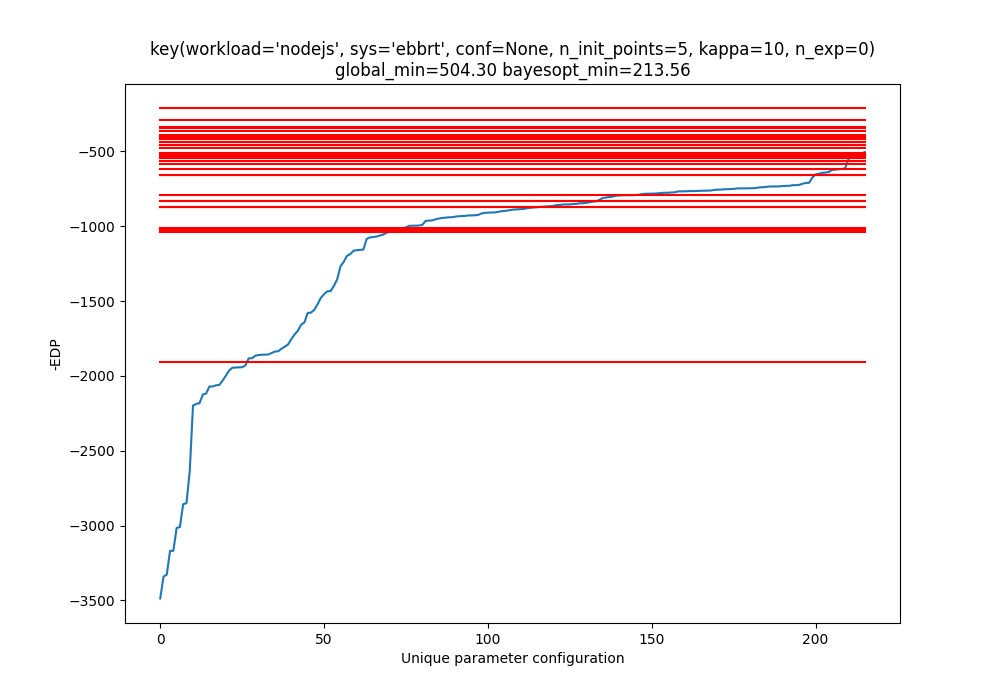 key(workload='nodejs', sys='ebbrt', conf=None, n_init_points=5, kappa=10, n_exp=0)
global_min=504.30 bayesopt_min=213.56
−500
−1000
−1500
−2000
−2500
−3000
−3500
-EDP
0 50 100 150 200
Unique parameter configuration